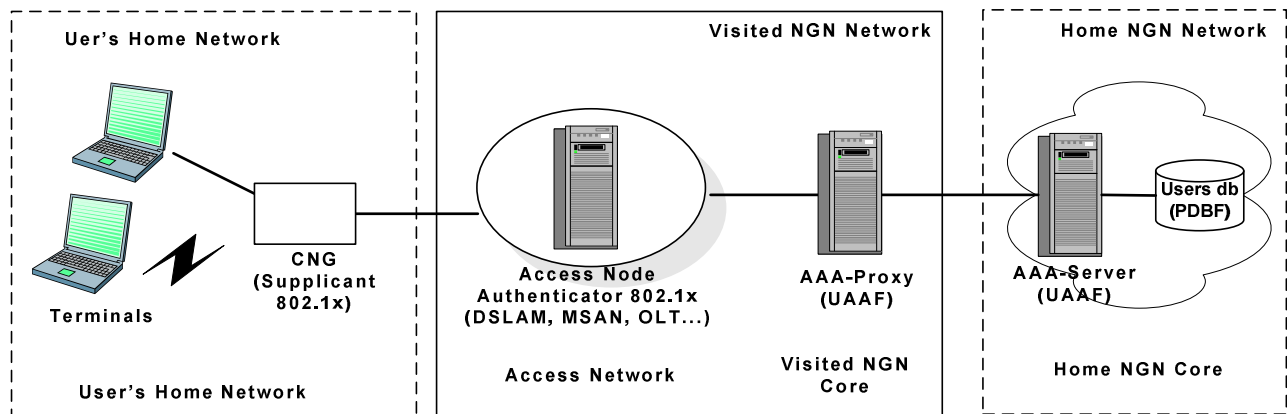 Uer's Home Network
Visited NGN Network
Home NGN Network
Users db
(PDBF)
CNG
(Supplicant
802.1x)
Terminals
Access Node
Authenticator 802.1x
(DSLAM, MSAN, OLT...)
AAA-Proxy
(UAAF)
AAA-Server
(UAAF)
User's Home Network
Access Network
Visited NGN
Core
Home NGN Core